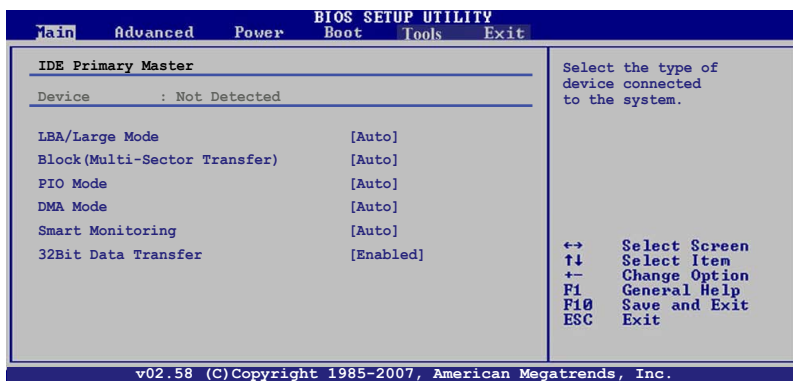 BIOS SETUP UTILITY
Main Advanced Power Boot Tools Exit
IDE Primary Master
Device : Not Detected
LBA/Large Mode [Auto]
Block(Multi-Sector Transfer) [Auto]
PIO Mode [Auto]
DMA Mode [Auto]
Smart Monitoring [Auto]
32Bit Data Transfer [Enabled]
Select the type of
device connected
to the system.
←→ Select Screen
↑↓ Select Item
+- Change Option
F1 General Help
F10 Save and Exit
ESC Exit
v02.58 (C)Copyright 1985-2007, American Megatrends, Inc.